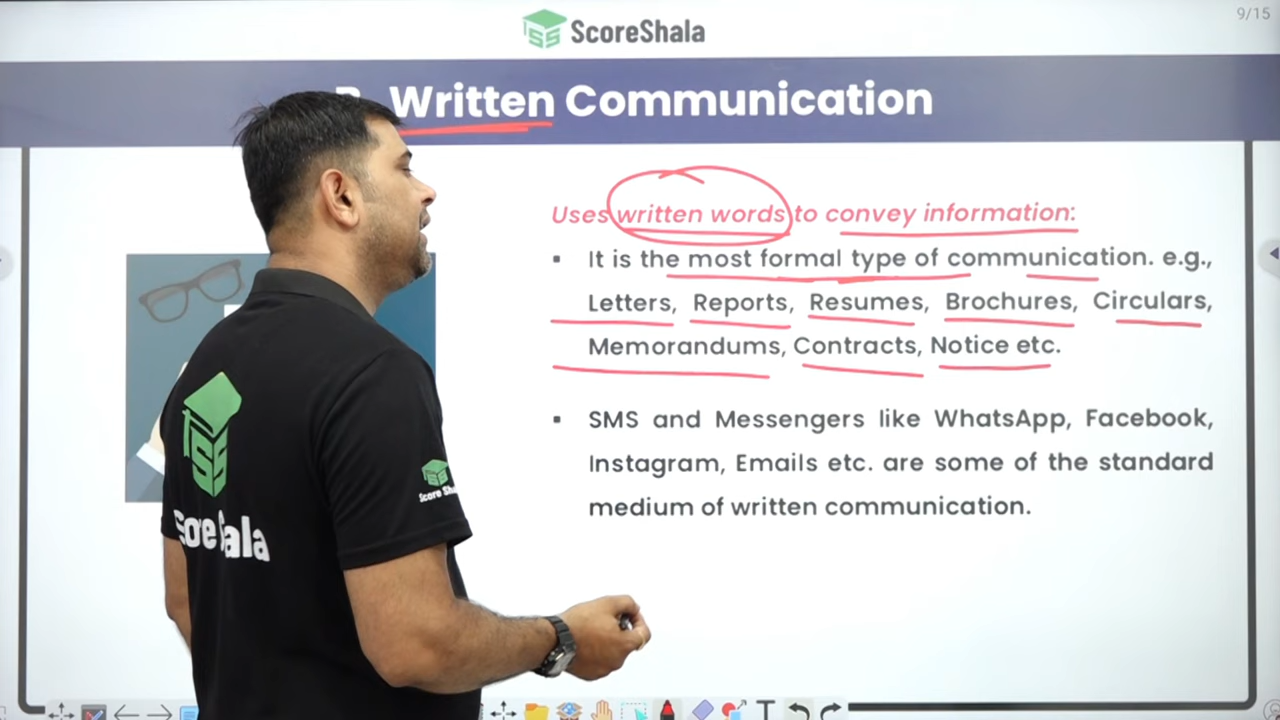 9/15
ScoreShala
Written Communication
Uses written words to convey information:
▪ It is the most formal type of communication. e.g.,
Letters, Reports, Resumes, Brochures, Circulars,
Memorandums, Contracts, Notice etc.
▪ SMS and Messengers like WhatsApp, Facebook,
Instagram, Emails etc. are some of the standard
medium of written communication.
SS
Score